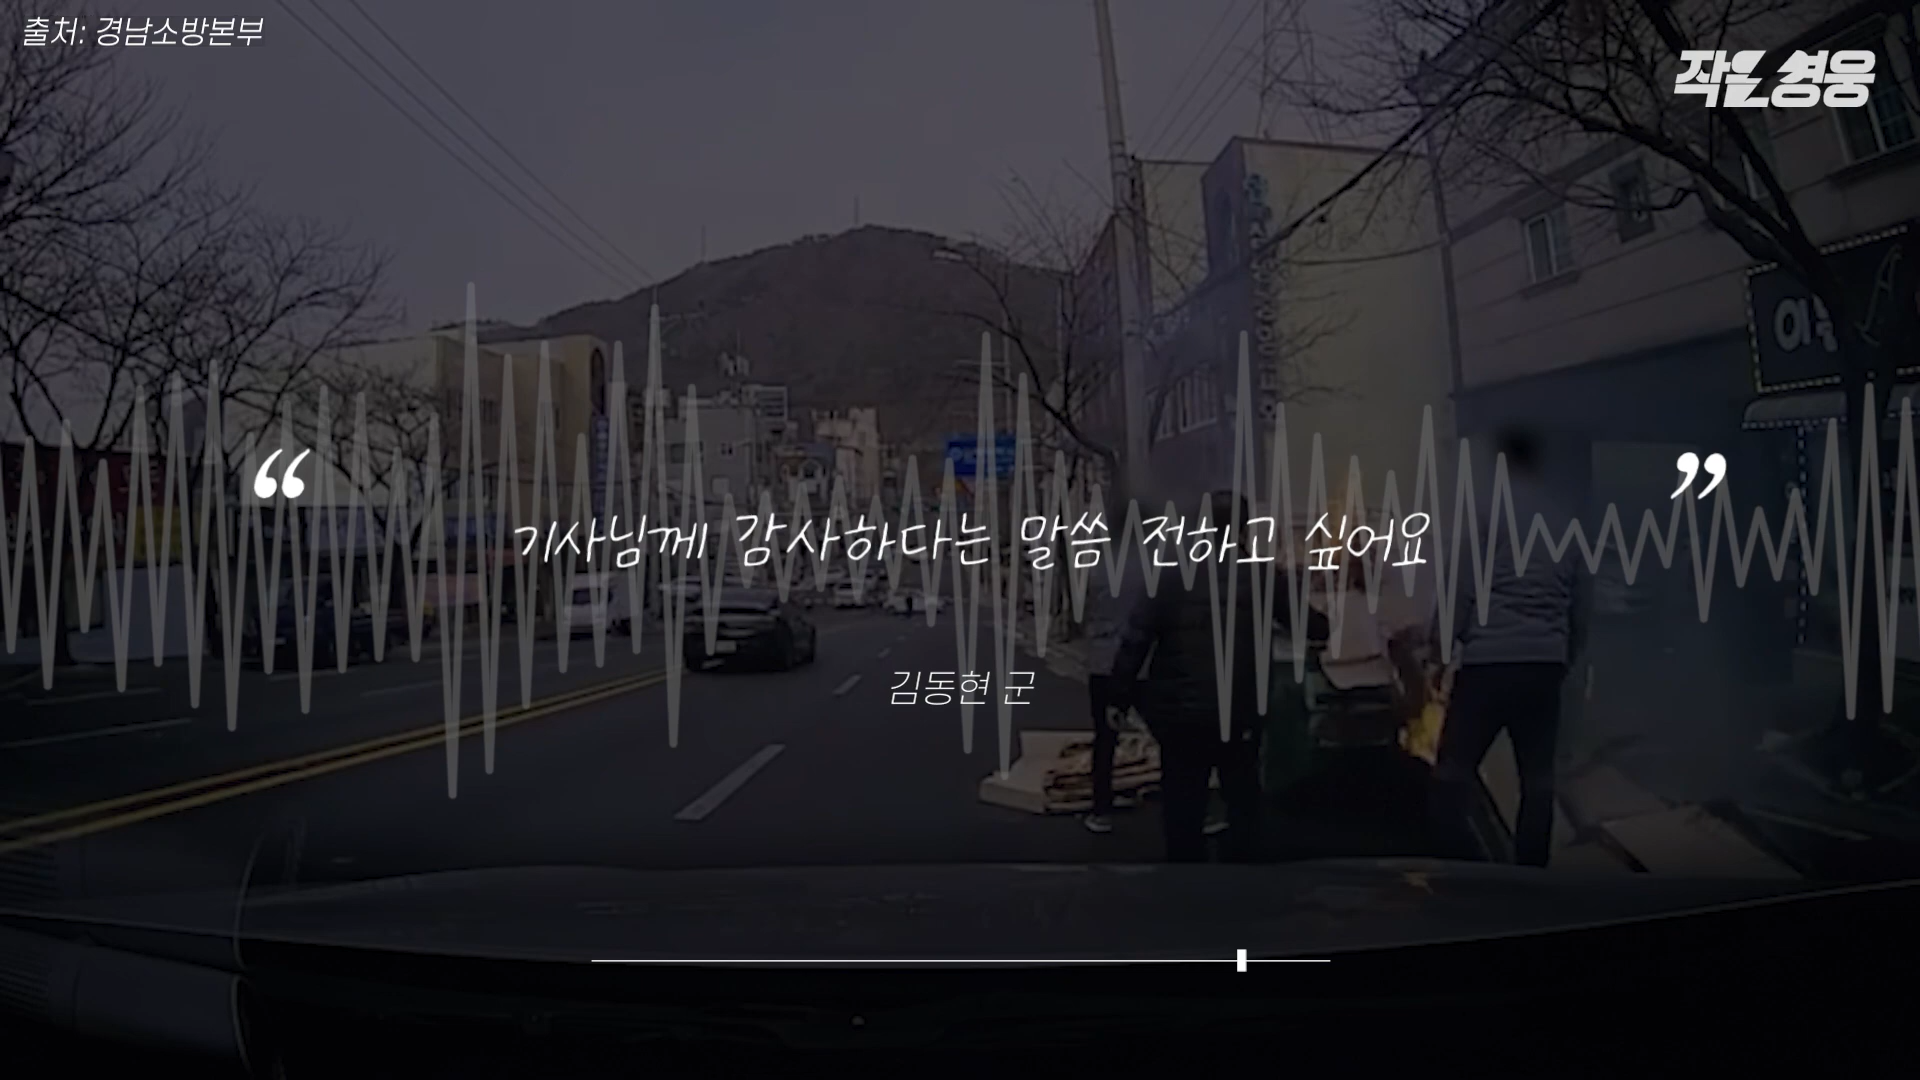 출처: 경남소방본부
작은 영웅
“ 기사님께 감사하다는 말씀 전하고 싶어요 ”
김동현 군